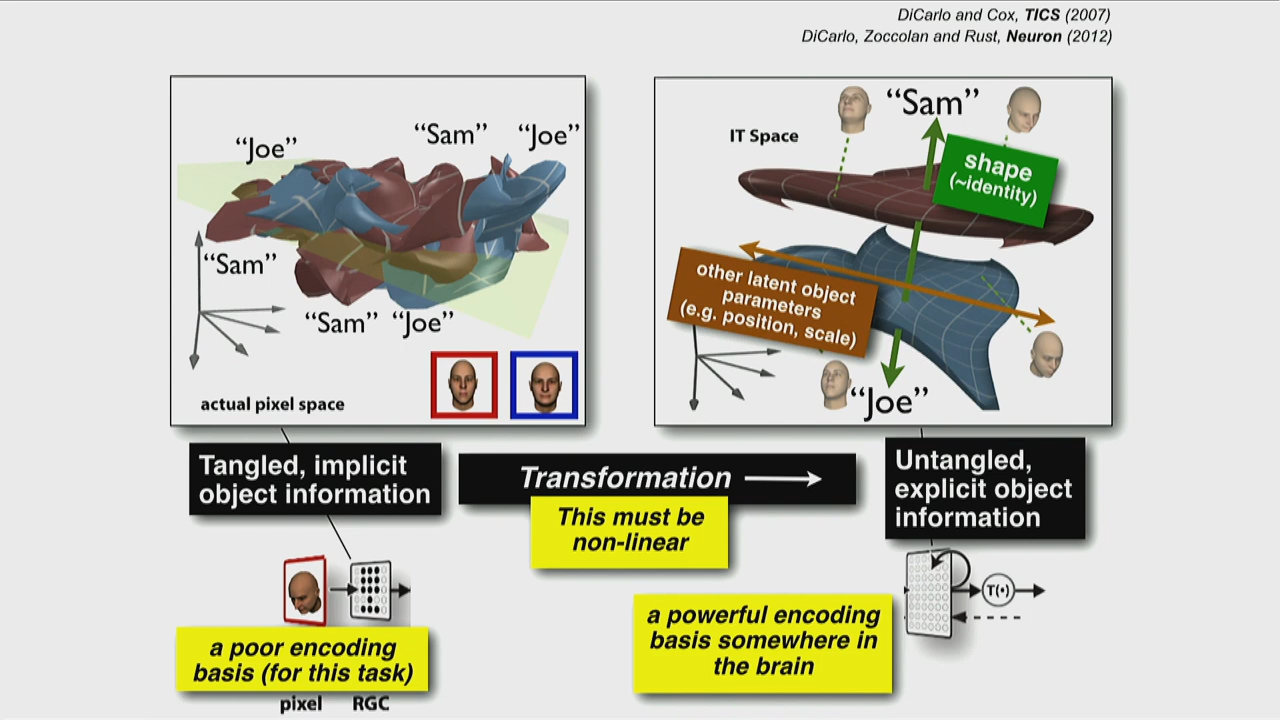 DiCarlo and Cox, TICS (2007)
DiCarlo, Zoccolan and Rust, Neuron (2012)
“Joe”
“Sam”
“Joe”
“Sam”
“Sam”
“Joe”
actual pixel space
“Sam”
IT Space
shape
(~identity)
other latent object
parameters
(e.g. position, scale)
“Joe”
Tangled, implicit
object information
Transformation
This must be
non-linear
Untangled,
explicit object
information
T(•)
a poor encoding
basis (for this task)
pixel
RGC
a powerful encoding
basis somewhere in
the brain